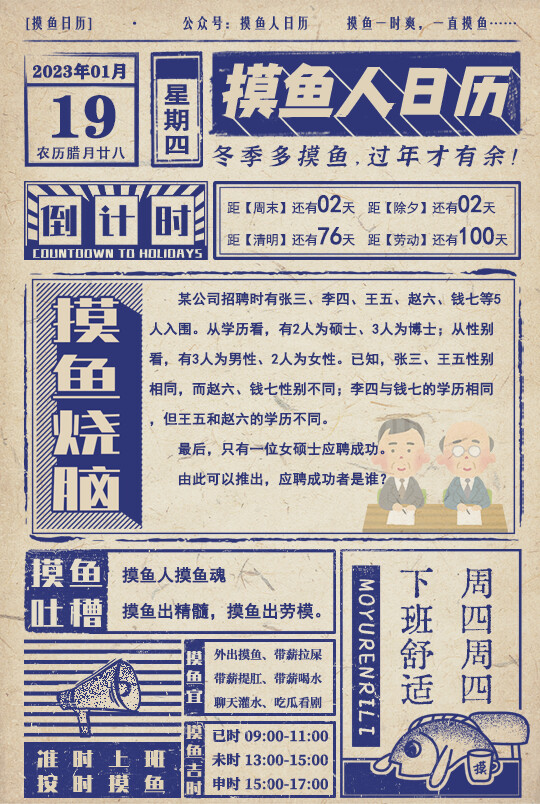 [摸鱼日历] · 公众号：摸鱼人日历 摸鱼一时爽，一直摸鱼……
2023年01月
19
农历腊月廿八
星期四
摸鱼人日历
冬季多摸鱼，过年才有余！
倒计时
COUNTDOWN TO HOLIDAYS
距【周末】还有02天 距【除夕】还有02天
距【清明】还有76天 距【劳动】还有100天
摸鱼烧脑
某公司招聘时有张三、李四、王五、赵六、钱七等5
人入围。从学历看，有2人为硕士、3人为博士；从性别
看，有3人为男性、2人为女性。已知，张三、王五性别
相同，而赵六、钱七性别不同；李四与钱七的学历相同
，但王五和赵六的学历不同。
最后，只有一位女硕士应聘成功。
由此可以推出，应聘成功者是谁？
摸鱼
吐槽
摸鱼人摸鱼魂
摸鱼出精髓，摸鱼出劳模。
准时上班
按时摸鱼
摸鱼宜
外出摸鱼、带薪拉屎
带薪提肛、带薪喝水
聊天灌水、吃瓜看剧
摸鱼吉时
巳时 09:00-11:00
未时 13:00-15:00
申时 15:00-17:00
周四周四
下班舒适
MOYURENRILI
摸